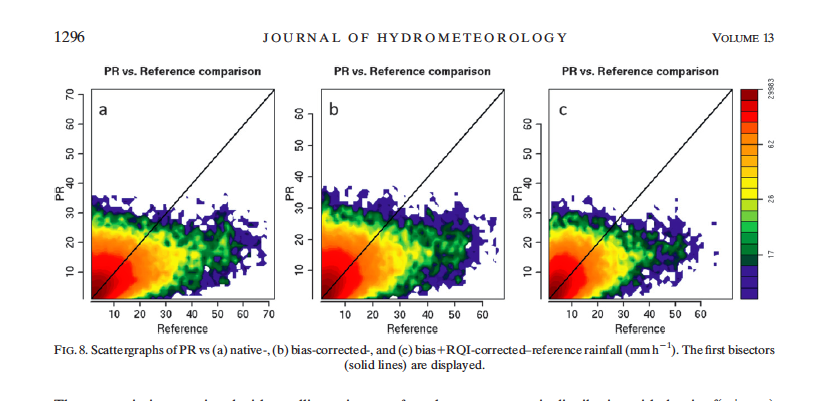 1296
JOURNAL OF HYDROMETEOROLOGY
VOLUME 13
PR vs. Reference comparison
PR vs. Reference comparison
PR vs. Reference comparison
a
b
c
PR
70
60
50
40
30
20
10
PR
60
50
40
30
20
10
PR
60
50
40
30
20
10
29983
62
26
17
10 20 30 40 50 60 70
10 20 30 40 50 60
10 20 30 40 50 60
Reference
Reference
Reference
FIG. 8. Scattergraphs of PR vs (a) native-, (b) bias-corrected-, and (c) bias+RQI-corrected–reference rainfall (mm h⁻¹). The first bisectors
(solid lines) are displayed.